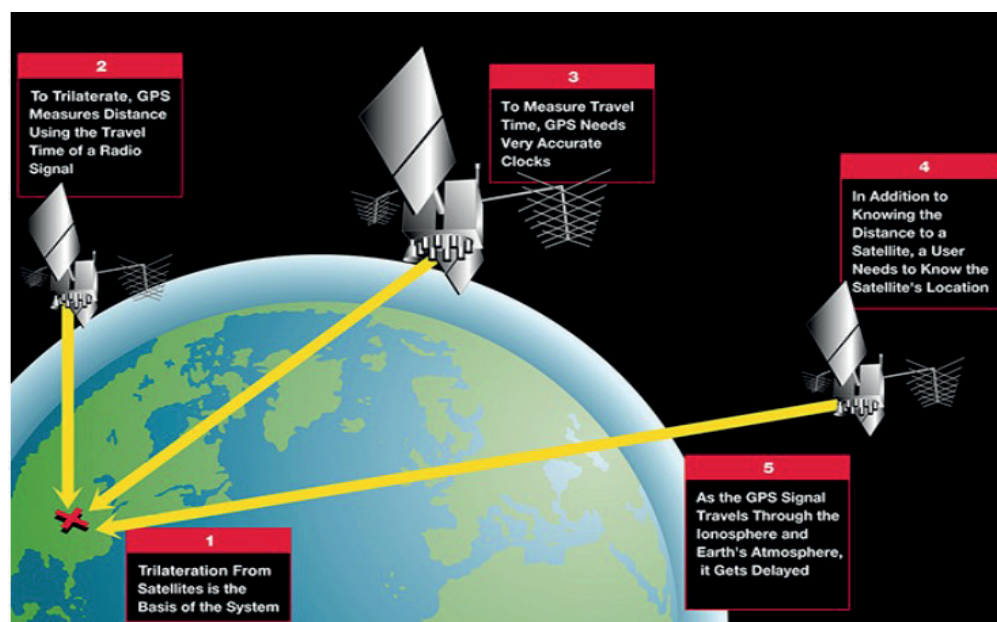 1
Trilateration From
Satellites is the
Basis of the System
2
To Trilaterate, GPS
Measures Distance
Using the Travel
Time of a Radio
Signal
3
To Measure Travel
Time, GPS Needs
Very Accurate
Clocks
4
In Addition to
Knowing the
Distance to a
Satellite, a User
Needs to Know the
Satellite's Location
5
As the GPS Signal
Travels Through the
Ionosphere and
Earth's Atmosphere,
it Gets Delayed